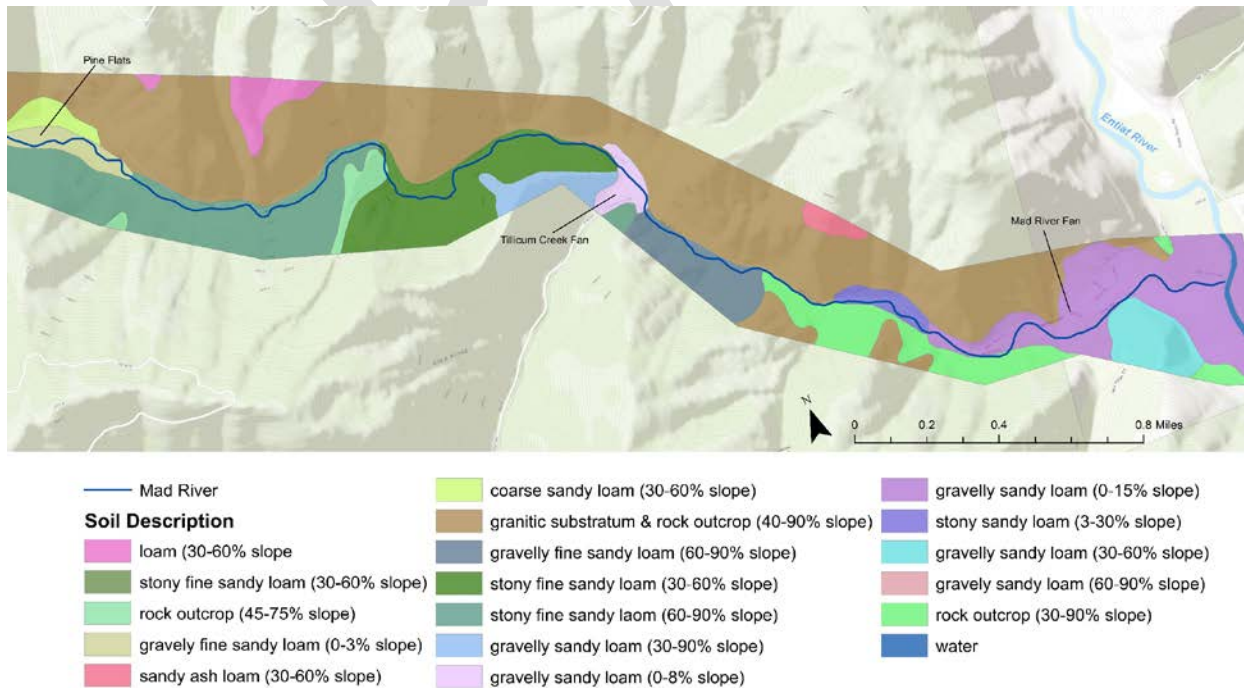 Pine Flats
Entiat River
Mad River Fan
Tillicum Creek Fan
N
0 0.2 0.4 0.8 Miles
Mad River
Soil Description
loam (30-60% slope
stony fine sandy loam (30-60% slope)
rock outcrop (45-75% slope)
gravely fine sandy loam (0-3% slope)
sandy ash loam (30-60% slope)
coarse sandy loam (30-60% slope)
granitic substratum & rock outcrop (40-90% slope)
gravelly fine sandy loam (60-90% slope)
stony fine sandy loam (30-60% slope)
stony fine sandy laom (60-90% slope)
gravelly sandy loam (30-90% slope)
gravelly sandy loam (0-8% slope)
gravelly sandy loam (0-15% slope)
stony sandy loam (3-30% slope)
gravelly sandy loam (30-60% slope)
gravely sandy loam (60-90% slope)
rock outcrop (30-90% slope)
water